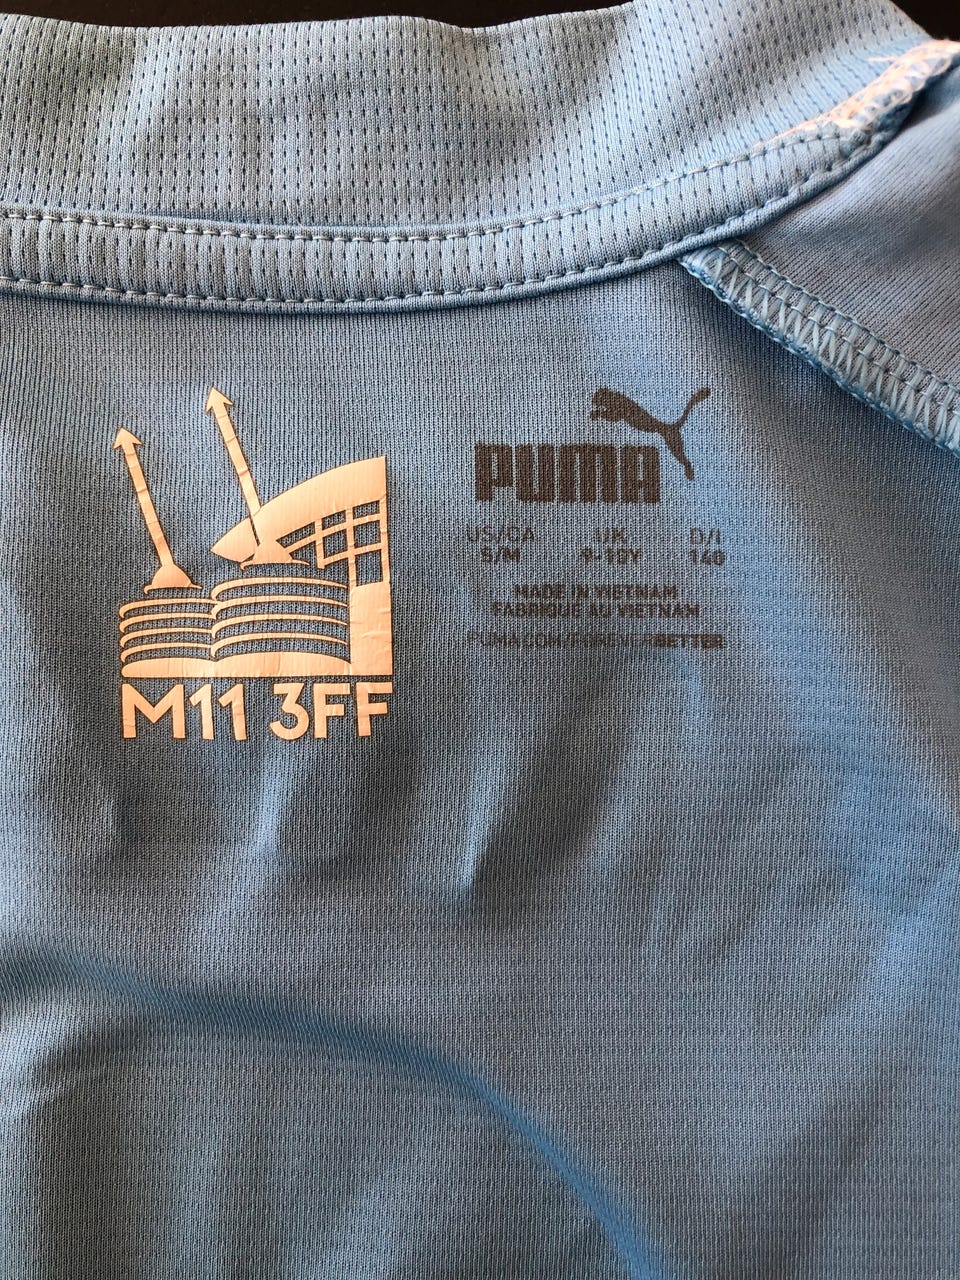 M11 3FF
PUMA
US/CA UK D/I
S/M 9-10Y 140
MADE IN VIETNAM
FABRIQUE AU VIETNAM
PUMA.COM/FOREVERBETTER